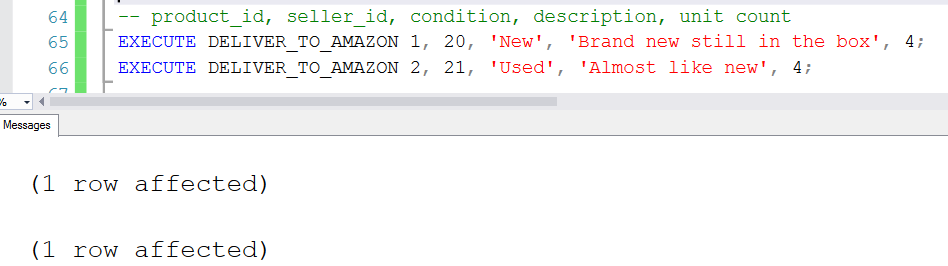 64 -- product_id, seller_id, condition, description, unit count
65 EXECUTE DELIVER_TO_AMAZON 1, 20, 'New', 'Brand new still in the box', 4;
66 EXECUTE DELIVER_TO_AMAZON 2, 21, 'Used', 'Almost like new', 4;
67
%
Messages
(1 row affected)
(1 row affected)